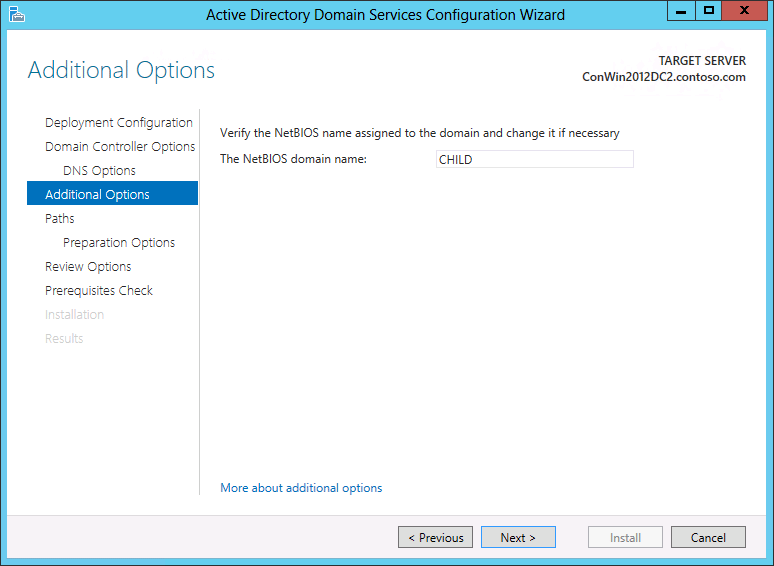 Active Directory Domain Services Configuration Wizard
Additional Options
TARGET SERVER
ConWin2012DC2.contoso.com
Deployment Configuration
Domain Controller Options
DNS Options
Additional Options
Paths
Preparation Options
Review Options
Prerequisites Check
Installation
Results
Verify the NetBIOS name assigned to the domain and change it if necessary
The NetBIOS domain name: CHILD
More about additional options
< Previous Next > Install Cancel